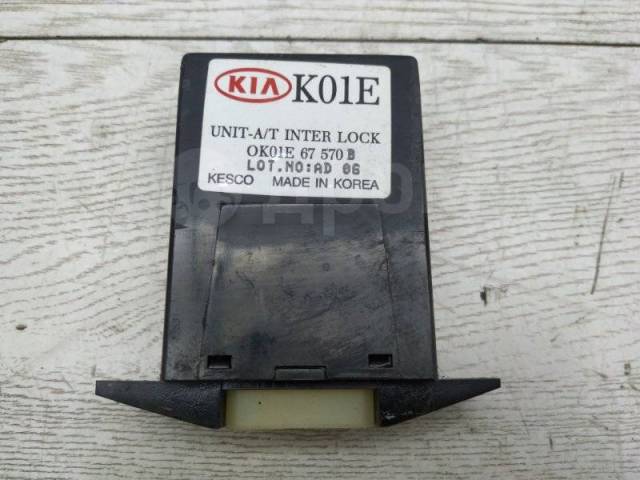 KIA K01E
UNIT-A/T INTER LOCK
OK01E 67 570 B
LOT.NO:AD 06
KESCO MADE IN KOREA